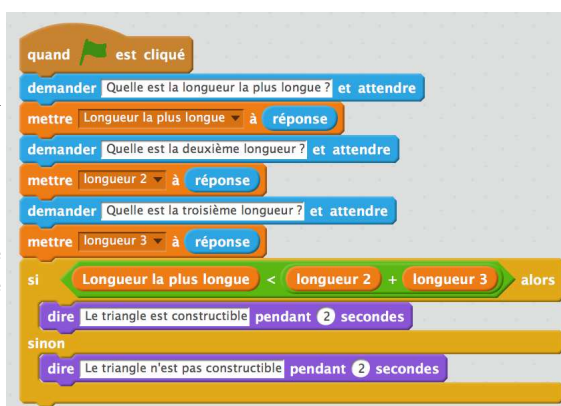 quand est cliqué
demander Quelle est la longueur la plus longue ? et attendre
mettre Longueur la plus longue à réponse
demander Quelle est la deuxième longueur ? et attendre
mettre longueur 2 à réponse
demander Quelle est la troisième longueur ? et attendre
mettre longueur 3 à réponse
si Longueur la plus longue < longueur 2 + longueur 3 alors
dire Le triangle est constructible pendant 2 secondes
sinon
dire Le triangle n'est pas constructible pendant 2 secondes